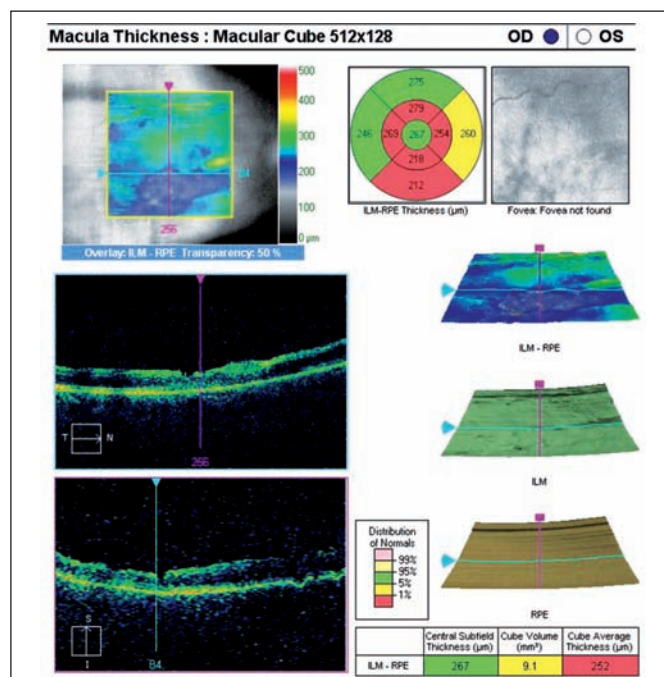 Macula Thickness : Macular Cube 512x128 OD OS
500
400
300
200
100
0 µm
84
256
Overlay: ILM - RPE Transparency: 50 %
275
279
246 269 267 254 260
218
212
ILM-RPE Thickness (µm)
Fovea: Fovea not found
ILM - RPE
T N
256
ILM
S
I
84
Distribution
of Normals
99%
95%
5%
1%
RPE
Central Subfield Thickness (µm) Cube Volume (mm³) Cube Average Thickness (µm)
ILM - RPE 267 9.1 252